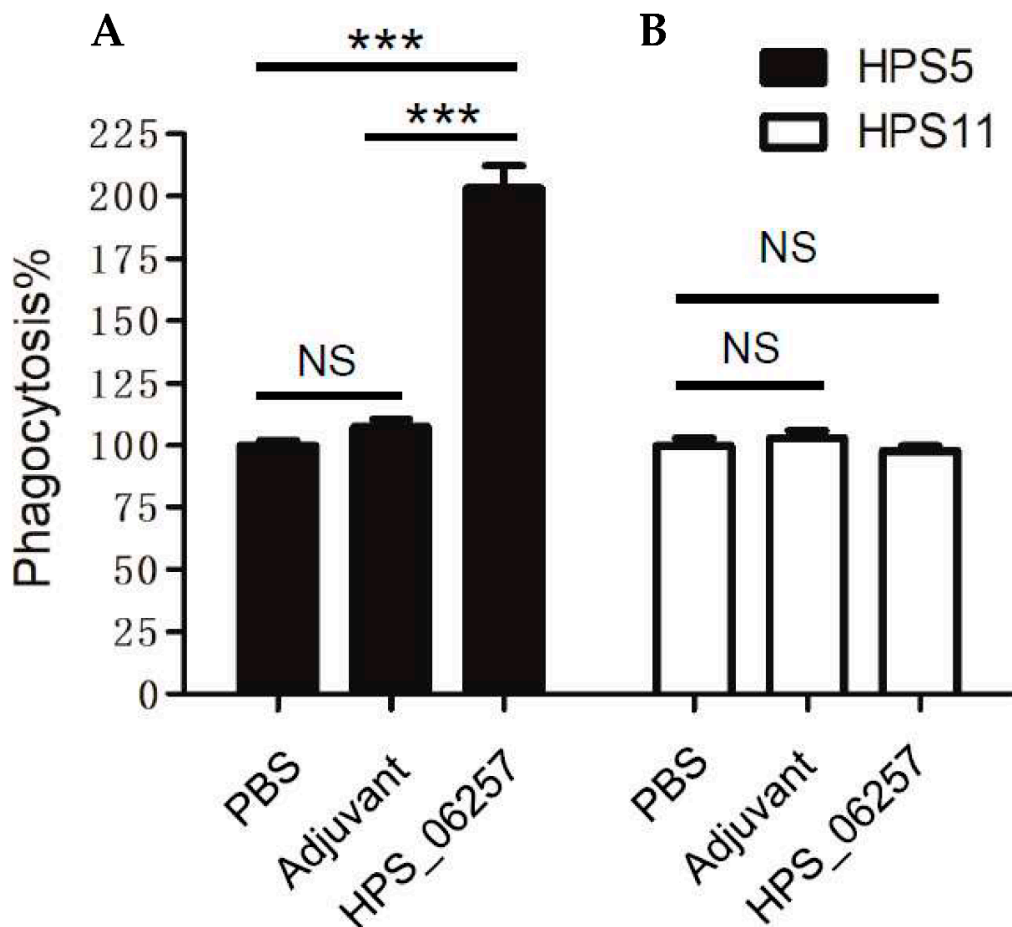 A
B
***
***
HPS5
HPS11
225
200
175
150
125
100
75
50
25
0
Phagocytosis%
NS
NS
NS
PBS
Adjuvant
HPS_06257
PBS
Adjuvant
HPS_06257